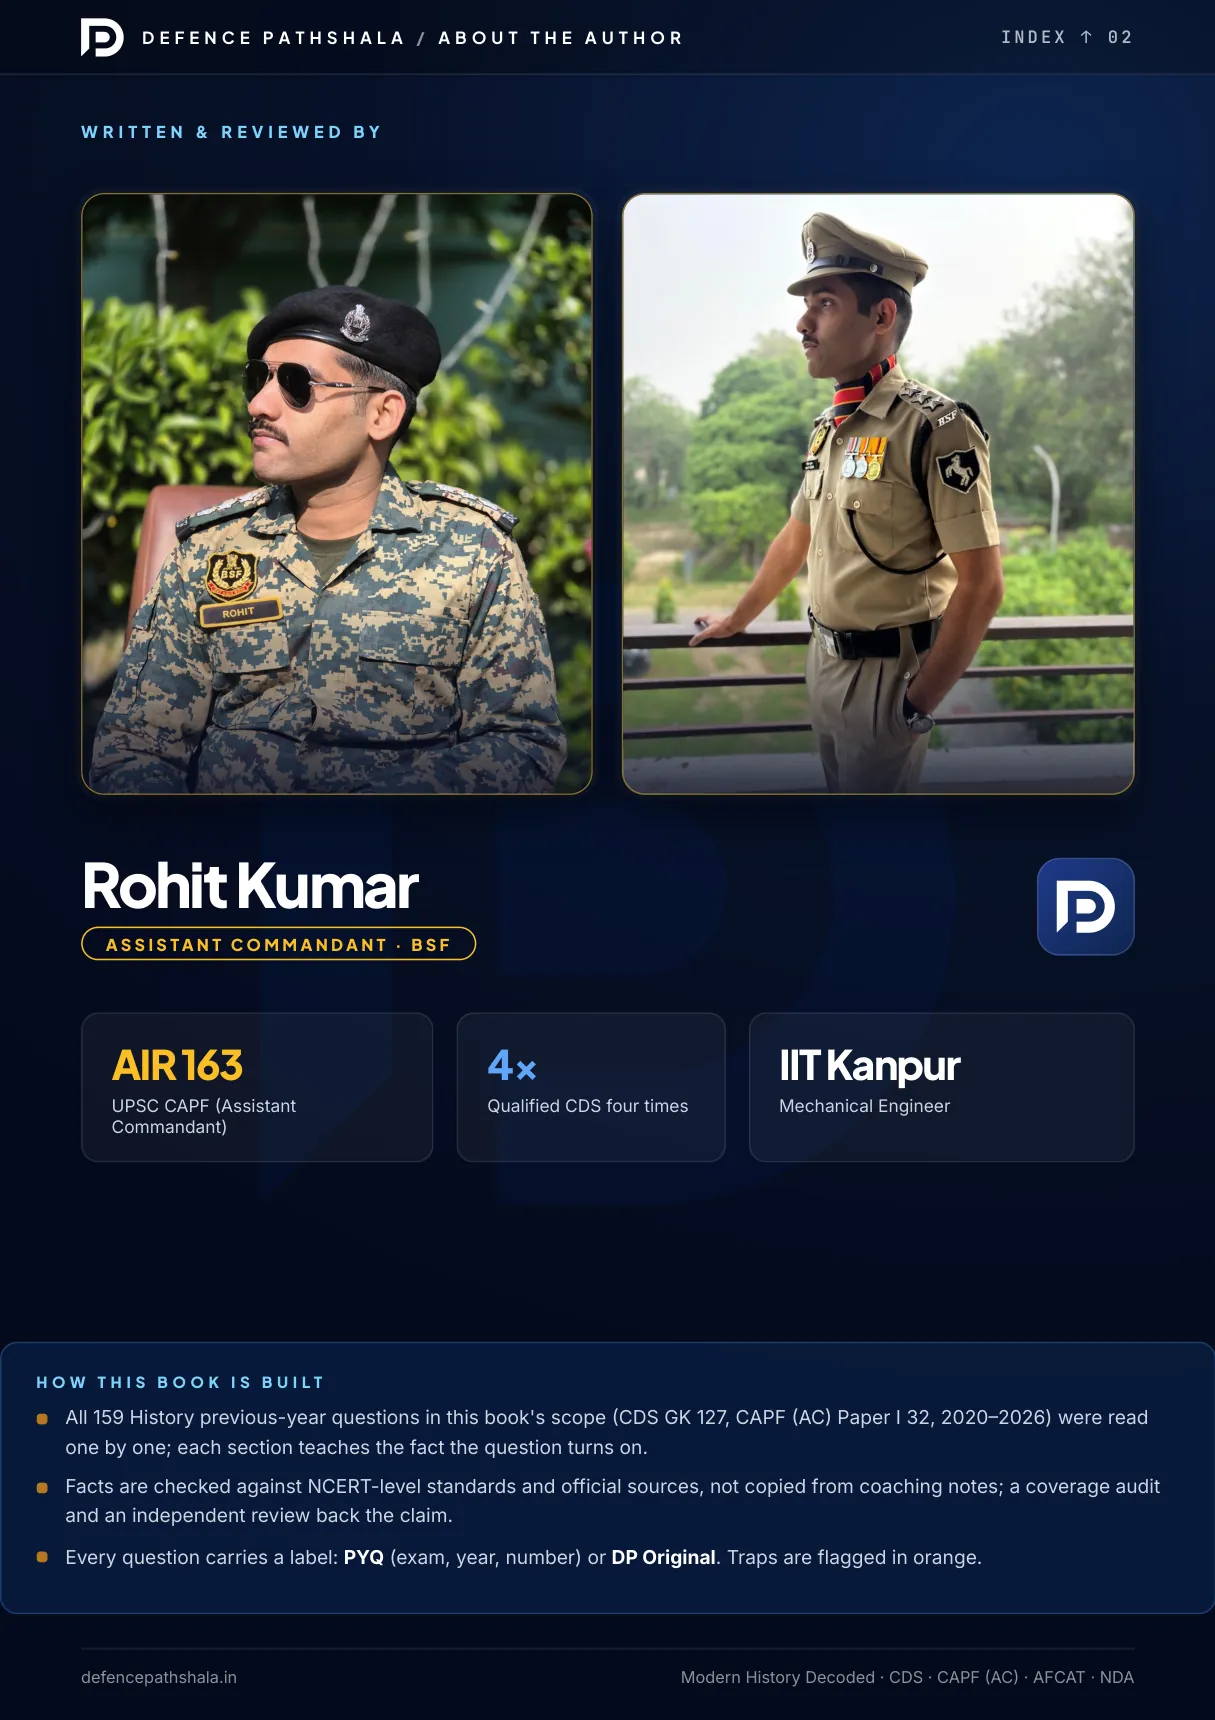 DEFENCE PATHSHALA / ABOUT THE AUTHOR
INDEX ↑ 02
WRITTEN & REVIEWED BY
BSF
ROHIT
BSF
Rohit Kumar
ASSISTANT COMMANDANT · BSF
AIR 163
UPSC CAPF (Assistant
Commandant)
4×
Qualified CDS four times
IIT Kanpur
Mechanical Engineer
HOW THIS BOOK IS BUILT
All 159 History previous-year questions in this book's scope (CDS GK 127, CAPF (AC) Paper I 32, 2020–2026) were read
one by one; each section teaches the fact the question turns on.
Facts are checked against NCERT-level standards and official sources, not copied from coaching notes; a coverage audit
and an independent review back the claim.
Every question carries a label: PYQ (exam, year, number) or DP Original. Traps are flagged in orange.
defencepathshala.in
Modern History Decoded · CDS · CAPF (AC) · AFCAT · NDA